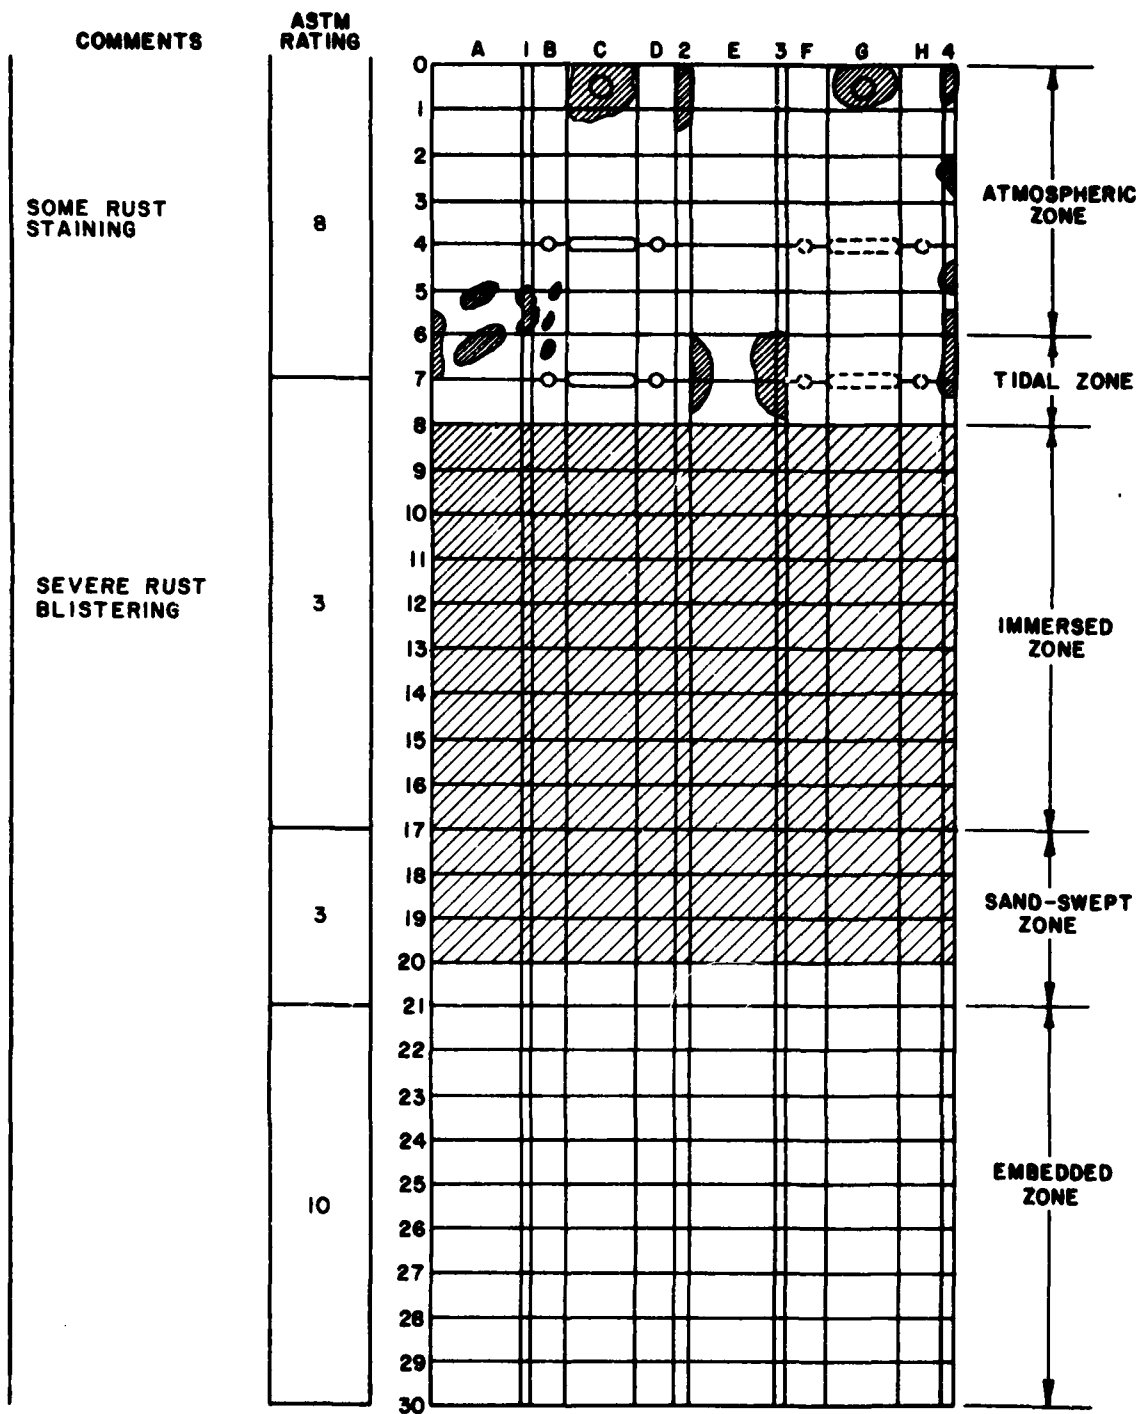 COMMENTS
ASTM
RATING
A 1 B C D 2 E 3 F G H 4
0
1
2
3
4
5
6
7
8
9
10
11
12
13
14
15
16
17
18
19
20
21
22
23
24
25
26
27
28
29
30
SOME RUST
STAINING
8
SEVERE RUST
BLISTERING
3
3
10
ATMOSPHERIC
ZONE
TIDAL ZONE
IMMERSED
ZONE
SAND-SWEPT
ZONE
EMBEDDED
ZONE